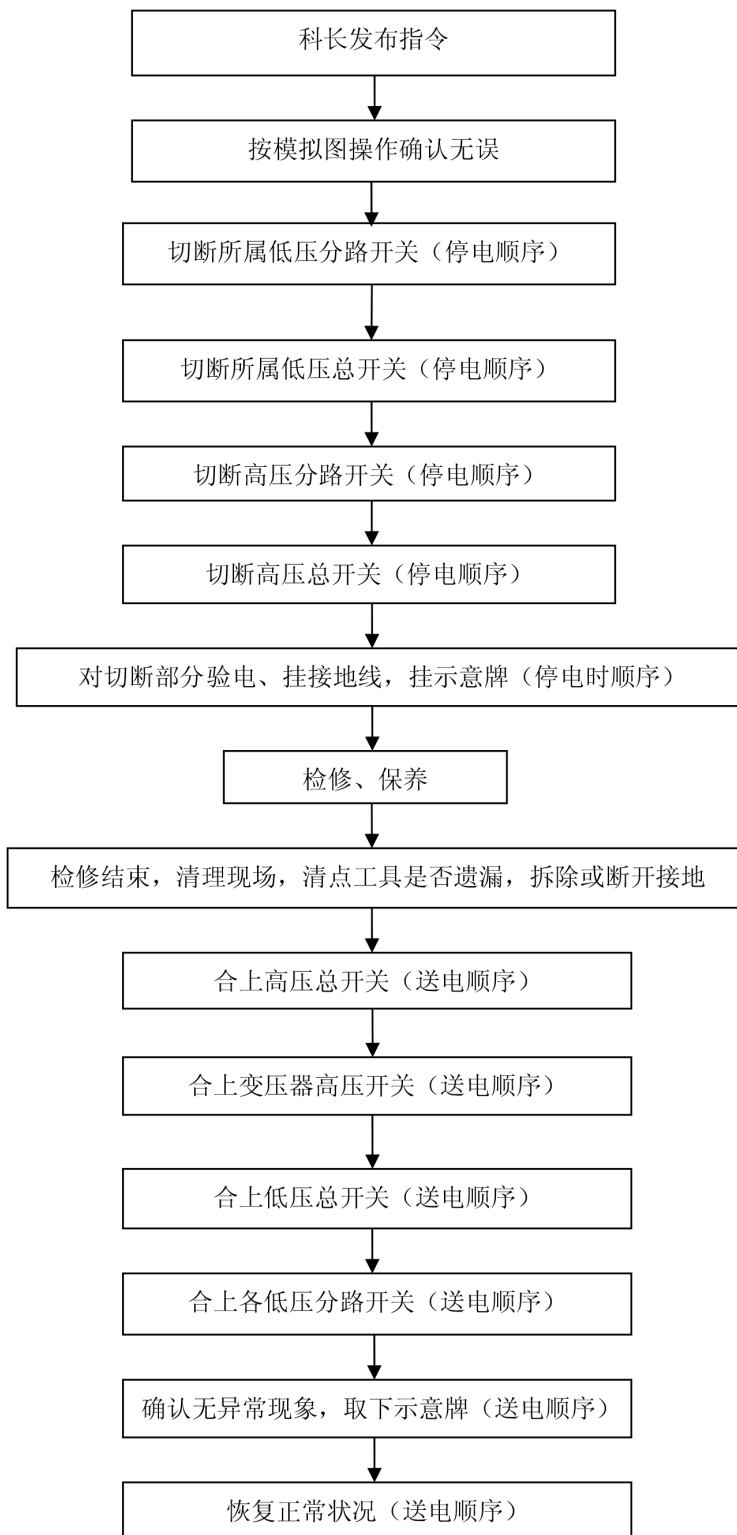 科长发布指令
按模拟图操作确认无误
切断所属低压分路开关（停电顺序）
切断所属低压总开关（停电顺序）
切断高压分路开关（停电顺序）
切断高压总开关（停电顺序）
对切断部分验电、挂接地线，挂示意牌（停电时顺序）
检修、保养
检修结束，清理现场，清点工具是否遗漏，拆除或断开接地
合上高压总开关（送电顺序）
合上变压器高压开关（送电顺序）
合上低压总开关（送电顺序）
合上各低压分路开关（送电顺序）
确认无异常现象，取下示意牌（送电顺序）
恢复正常状况（送电顺序）